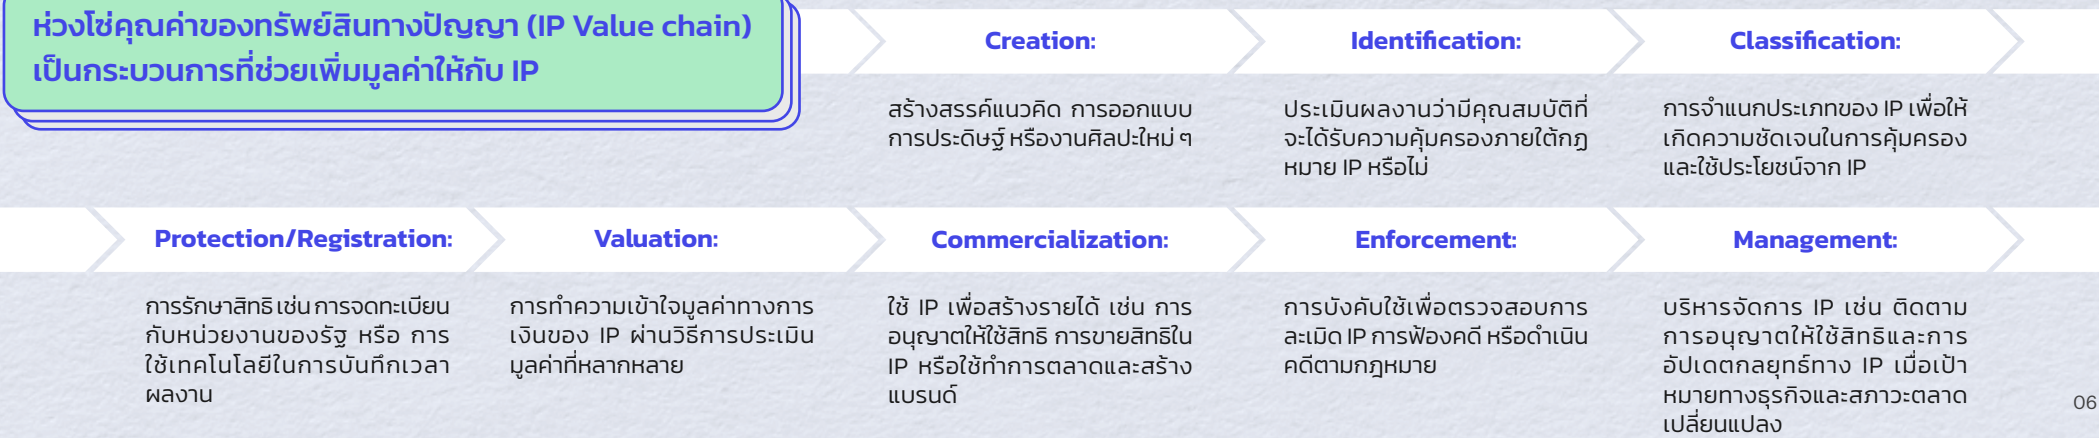 ห่วงโซ่คุณค่าของทรัพย์สินทางปัญญา (IP Value chain)
เป็นกระบวนการที่ช่วยเพิ่มมูลค่าให้กับ IP
Creation:
สร้างสรรค์แนวคิด การออกแบบ
การประดิษฐ์ หรืองานศิลปะใหม่ ๆ
Identification:
ประเมินผลงานว่ามีคุณสมบัติที่
จะได้รับความคุ้มครองภายใต้กฎ
หมาย IP หรือไม่
Classification:
การจำแนกประเภทของ IP เพื่อให้
เกิดความชัดเจนในการคุ้มครอง
และใช้ประโยชน์จาก IP
Protection/Registration:
การรักษาสิทธิ เช่น การจดทะเบียน
กับหน่วยงานของรัฐ หรือ การ
ใช้เทคโนโลยีในการบันทึกเวลา
ผลงาน
Valuation:
การทำความเข้าใจมูลค่าทางการ
เงินของ IP ผ่านวิธีการประเมิน
มูลค่าที่หลากหลาย
Commercialization:
ใช้ IP เพื่อสร้างรายได้ เช่น การ
อนุญาตให้ใช้สิทธิ การขายสิทธิใน
IP หรือใช้ทำการตลาดและสร้าง
แบรนด์
Enforcement:
การบังคับใช้เพื่อตรวจสอบการ
ละเมิด IP การฟ้องคดี หรือดำเนิน
คดีตามกฎหมาย
Management:
บริหารจัดการ IP เช่น ติดตาม
การอนุญาตให้ใช้สิทธิและการ
อัปเดตกลยุทธ์ทาง IP เมื่อเป้า
หมายทางธุรกิจและสภาวะตลาด
เปลี่ยนแปลง
06